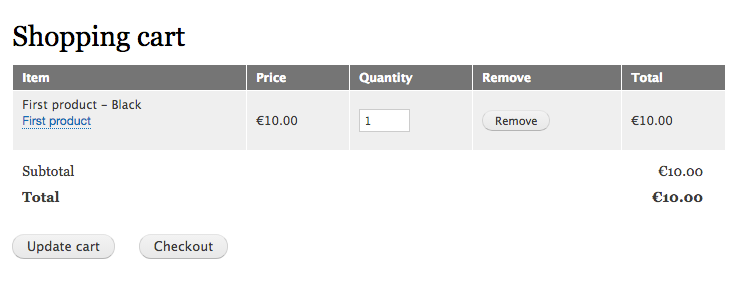 Shopping cart
Item Price Quantity Remove Total
First product – Black
First product €10.00 1 Remove €10.00
Subtotal €10.00
Total €10.00
Update cart Checkout